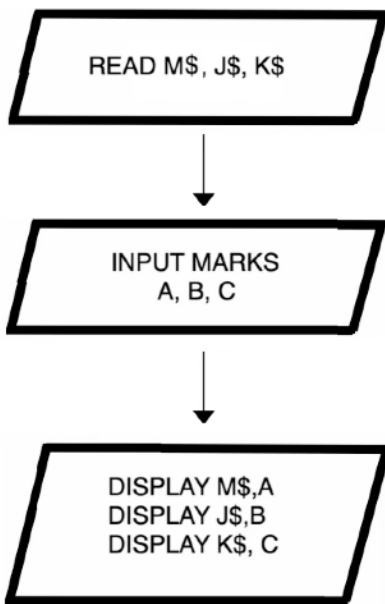 READ M$, J$, K$
INPUT MARKS
A, B, C
DISPLAY M$,A
DISPLAY J$,B
DISPLAY K$, C